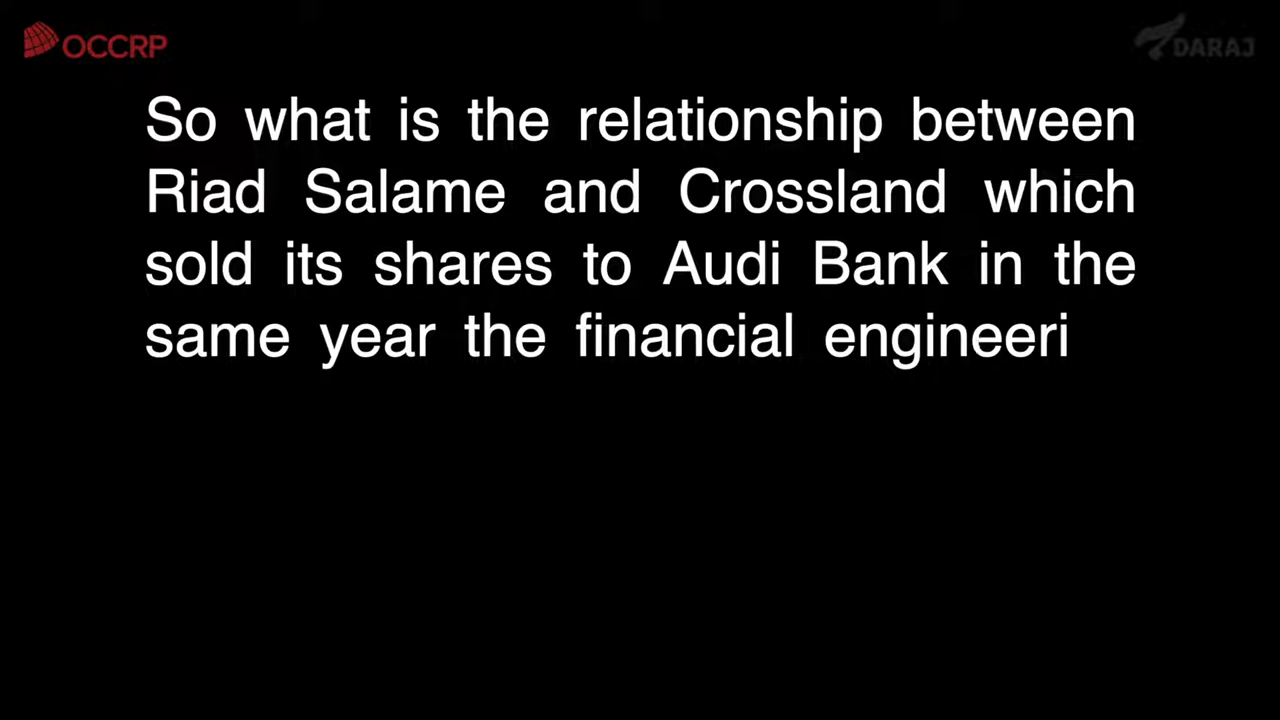 OCCRP
DARAJ
So what is the relationship between
Riad Salame and Crossland which
sold its shares to Audi Bank in the
same year the financial engineeri